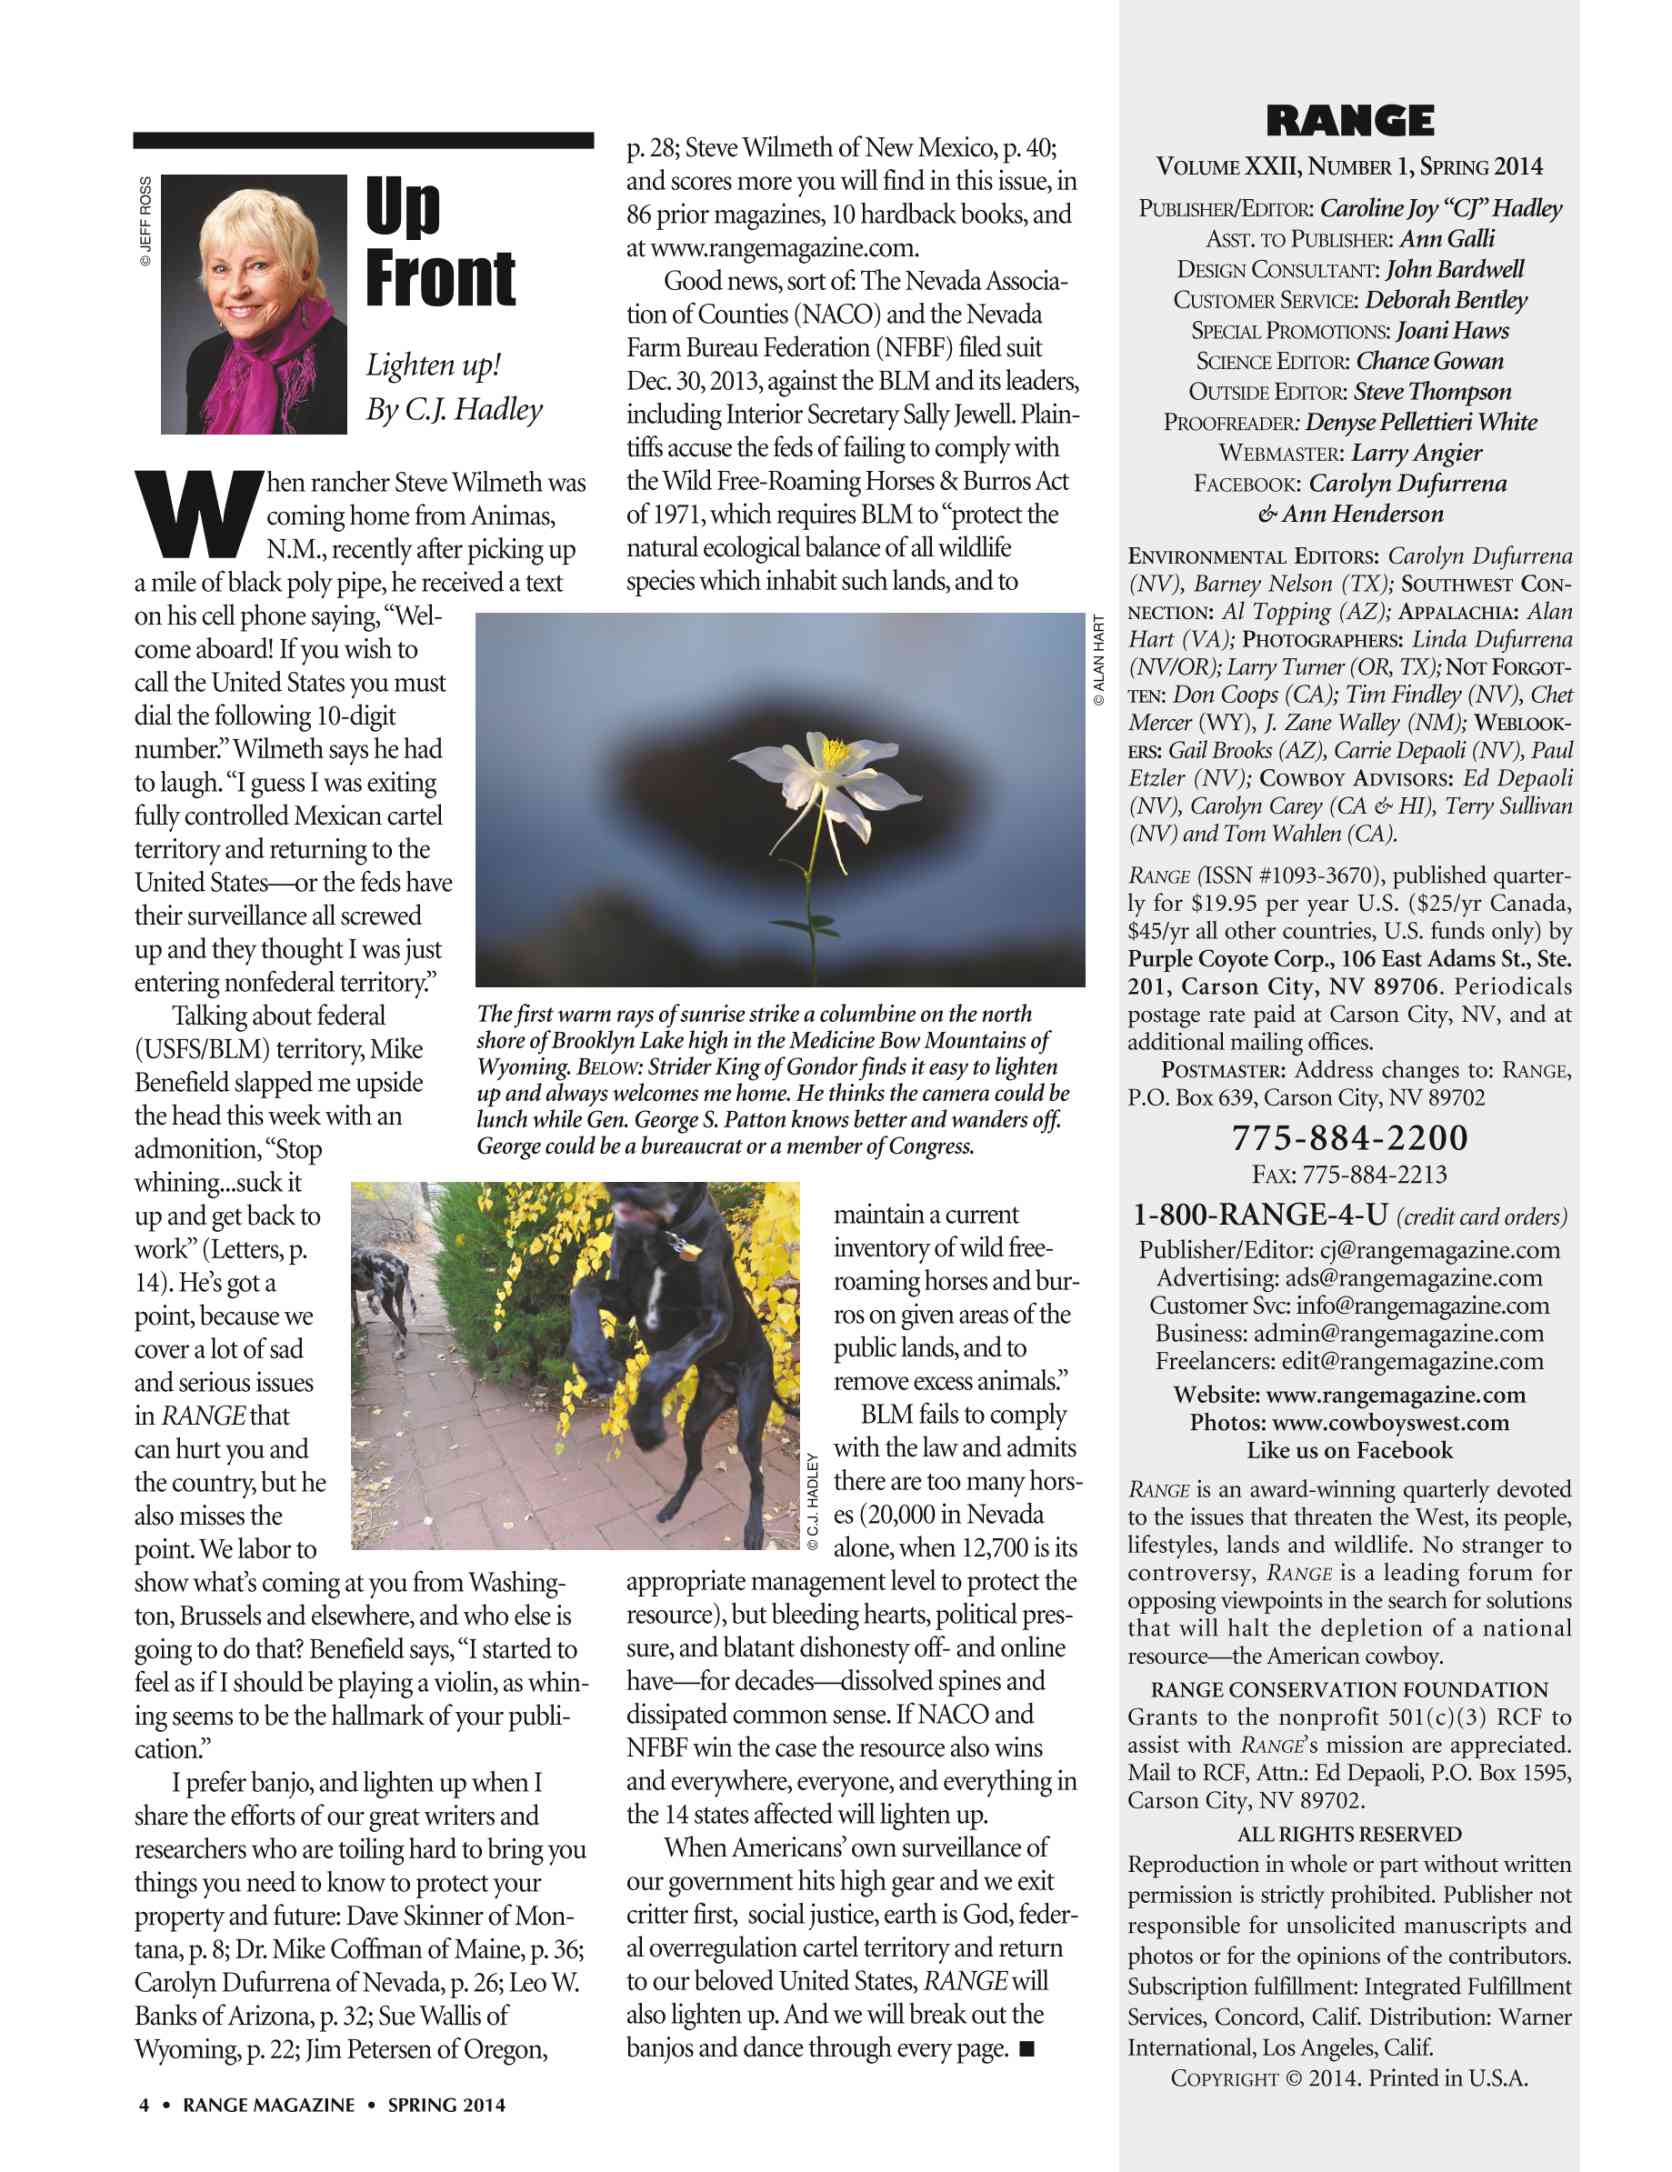 © JEFF ROSS
Up
Front
Lighten up!
By C.J. Hadley
When rancher Steve Wilmeth was
coming home from Animas,
N.M., recently after picking up
a mile of black poly pipe, he received a text
on his cell phone saying, “Wel-
come aboard! If you wish to
call the United States you must
dial the following 10-digit
number.” Wilmeth says he had
to laugh. “I guess I was exiting
fully controlled Mexican cartel
territory and returning to the
United States—or the feds have
their surveillance all screwed
up and they thought I was just
entering nonfederal territory.”
Talking about federal
(USFS/BLM) territory, Mike
Benefield slapped me upside
the head this week with an
admonition, “Stop
whining...suck it
up and get back to
work” (Letters, p.
14). He’s got a
point, because we
cover a lot of sad
and serious issues
in RANGE that
can hurt you and
the country, but he
also misses the
point. We labor to
show what’s coming at you from Washing-
ton, Brussels and elsewhere, and who else is
going to do that? Benefield says, “I started to
feel as if I should be playing a violin, as whin-
ing seems to be the hallmark of your publi-
cation.”
I prefer banjo, and lighten up when I
share the efforts of our great writers and
researchers who are toiling hard to bring you
things you need to know to protect your
property and future: Dave Skinner of Mon-
tana, p. 8; Dr. Mike Coffman of Maine, p. 36;
Carolyn Dufurrena of Nevada, p. 26; Leo W.
Banks of Arizona, p. 32; Sue Wallis of
Wyoming, p. 22; Jim Petersen of Oregon,
p. 28; Steve Wilmeth of New Mexico, p. 40;
and scores more you will find in this issue, in
86 prior magazines, 10 hardback books, and
at www.rangemagazine.com.
Good news, sort of: The Nevada Associa-
tion of Counties (NACO) and the Nevada
Farm Bureau Federation (NFBF) filed suit
Dec. 30, 2013, against the BLM and its leaders,
including Interior Secretary Sally Jewell. Plain-
tiffs accuse the feds of failing to comply with
the Wild Free-Roaming Horses & Burros Act
of 1971, which requires BLM to “protect the
natural ecological balance of all wildlife
species which inhabit such lands, and to
© ALAN HART
The first warm rays of sunrise strike a columbine on the north
shore of Brooklyn Lake high in the Medicine Bow Mountains of
Wyoming. BELOW: Strider King of Gondor finds it easy to lighten
up and always welcomes me home. He thinks the camera could be
lunch while Gen. George S. Patton knows better and wanders off.
George could be a bureaucrat or a member of Congress.
© C.J. HADLEY
maintain a current
inventory of wild free-
roaming horses and bur-
ros on given areas of the
public lands, and to
remove excess animals.”
BLM fails to comply
with the law and admits
there are too many hors-
es (20,000 in Nevada
alone, when 12,700 is its
appropriate management level to protect the
resource), but bleeding hearts, political pres-
sure, and blatant dishonesty off- and online
have—for decades—dissolved spines and
dissipated common sense. If NACO and
NFBF win the case the resource also wins
and everywhere, everyone, and everything in
the 14 states affected will lighten up.
When Americans’ own surveillance of
our government hits high gear and we exit
critter first, social justice, earth is God, feder-
al overregulation cartel territory and return
to our beloved United States, RANGE will
also lighten up. And we will break out the
banjos and dance through every page. ■
RANGE
VOLUME XXII, NUMBER 1, SPRING 2014
PUBLISHER/EDITOR: Caroline Joy “CJ” Hadley
ASST. TO PUBLISHER: Ann Galli
DESIGN CONSULTANT: John Bardwell
CUSTOMER SERVICE: Deborah Bentley
SPECIAL PROMOTIONS: Joani Haws
SCIENCE EDITOR: Chance Gowan
OUTSIDE EDITOR: Steve Thompson
PROOFREADER: Denyse Pellettieri White
WEBMASTER: Larry Angier
FACEBOOK: Carolyn Dufurrena
& Ann Henderson
ENVIRONMENTAL EDITORS: Carolyn Dufurrena
(NV), Barney Nelson (TX); SOUTHWEST CON-
NECTION: Al Topping (AZ); APPALACHIA: Alan
Hart (VA); PHOTOGRAPHERS: Linda Dufurrena
(NV/OR); Larry Turner (OR, TX); NOT FORGOT-
TEN: Don Coops (CA); Tim Findley (NV), Chet
Mercer (WY), J. Zane Walley (NM); WEBLOOK-
ERS: Gail Brooks (AZ), Carrie Depaoli (NV), Paul
Etzler (NV); COWBOY ADVISORS: Ed Depaoli
(NV), Carolyn Carey (CA & HI), Terry Sullivan
(NV) and Tom Wahlen (CA).
RANGE (ISSN #1093-3670), published quarter-
ly for $19.95 per year U.S. ($25/yr Canada,
$45/yr all other countries, U.S. funds only) by
Purple Coyote Corp., 106 East Adams St., Ste.
201, Carson City, NV 89706. Periodicals
postage rate paid at Carson City, NV, and at
additional mailing offices.
POSTMASTER: Address changes to: RANGE,
P.O. Box 639, Carson City, NV 89702
775-884-2200
FAX: 775-884-2213
1-800-RANGE-4-U (credit card orders)
Publisher/Editor: cj@rangemagazine.com
Advertising: ads@rangemagazine.com
Customer Svc: info@rangemagazine.com
Business: admin@rangemagazine.com
Freelancers: edit@rangemagazine.com
Website: www.rangemagazine.com
Photos: www.cowboyswest.com
Like us on Facebook
RANGE is an award-winning quarterly devoted
to the issues that threaten the West, its people,
lifestyles, lands and wildlife. No stranger to
controversy, RANGE is a leading forum for
opposing viewpoints in the search for solutions
that will halt the depletion of a national
resource—the American cowboy.
RANGE CONSERVATION FOUNDATION
Grants to the nonprofit 501(c)(3) RCF to
assist with RANGE’s mission are appreciated.
Mail to RCF, Attn.: Ed Depaoli, P.O. Box 1595,
Carson City, NV 89702.
ALL RIGHTS RESERVED
Reproduction in whole or part without written
permission is strictly prohibited. Publisher not
responsible for unsolicited manuscripts and
photos or for the opinions of the contributors.
Subscription fulfillment: Integrated Fulfillment
Services, Concord, Calif. Distribution: Warner
International, Los Angeles, Calif.
COPYRIGHT © 2014. Printed in U.S.A.
4 • RANGE MAGAZINE • SPRING 2014